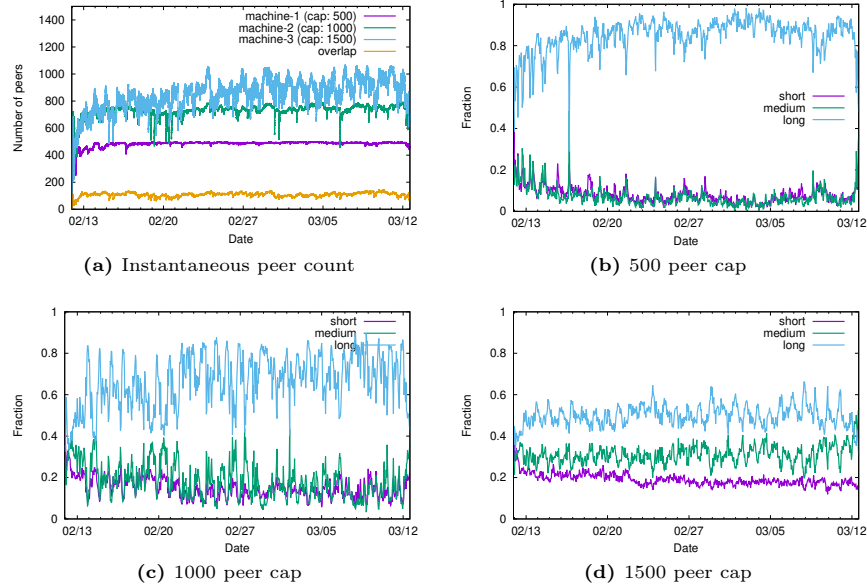 1400
1200
1000
800
600
400
200
0
Number of peers
machine-1 (cap: 500)
machine-2 (cap: 1000)
machine-3 (cap: 1500)
overlap
02/13 02/20 02/27 03/05 03/12
Date
(a) Instantaneous peer count
1
0.8
0.6
0.4
0.2
0
Fraction
short
medium
long
02/13 02/20 02/27 03/05 03/12
Date
(b) 500 peer cap
1
0.8
0.6
0.4
0.2
0
Fraction
short
medium
long
02/13 02/20 02/27 03/05 03/12
Date
(c) 1000 peer cap
1
0.8
0.6
0.4
0.2
0
Fraction
short
medium
long
02/13 02/20 02/27 03/05 03/12
Date
(d) 1500 peer cap